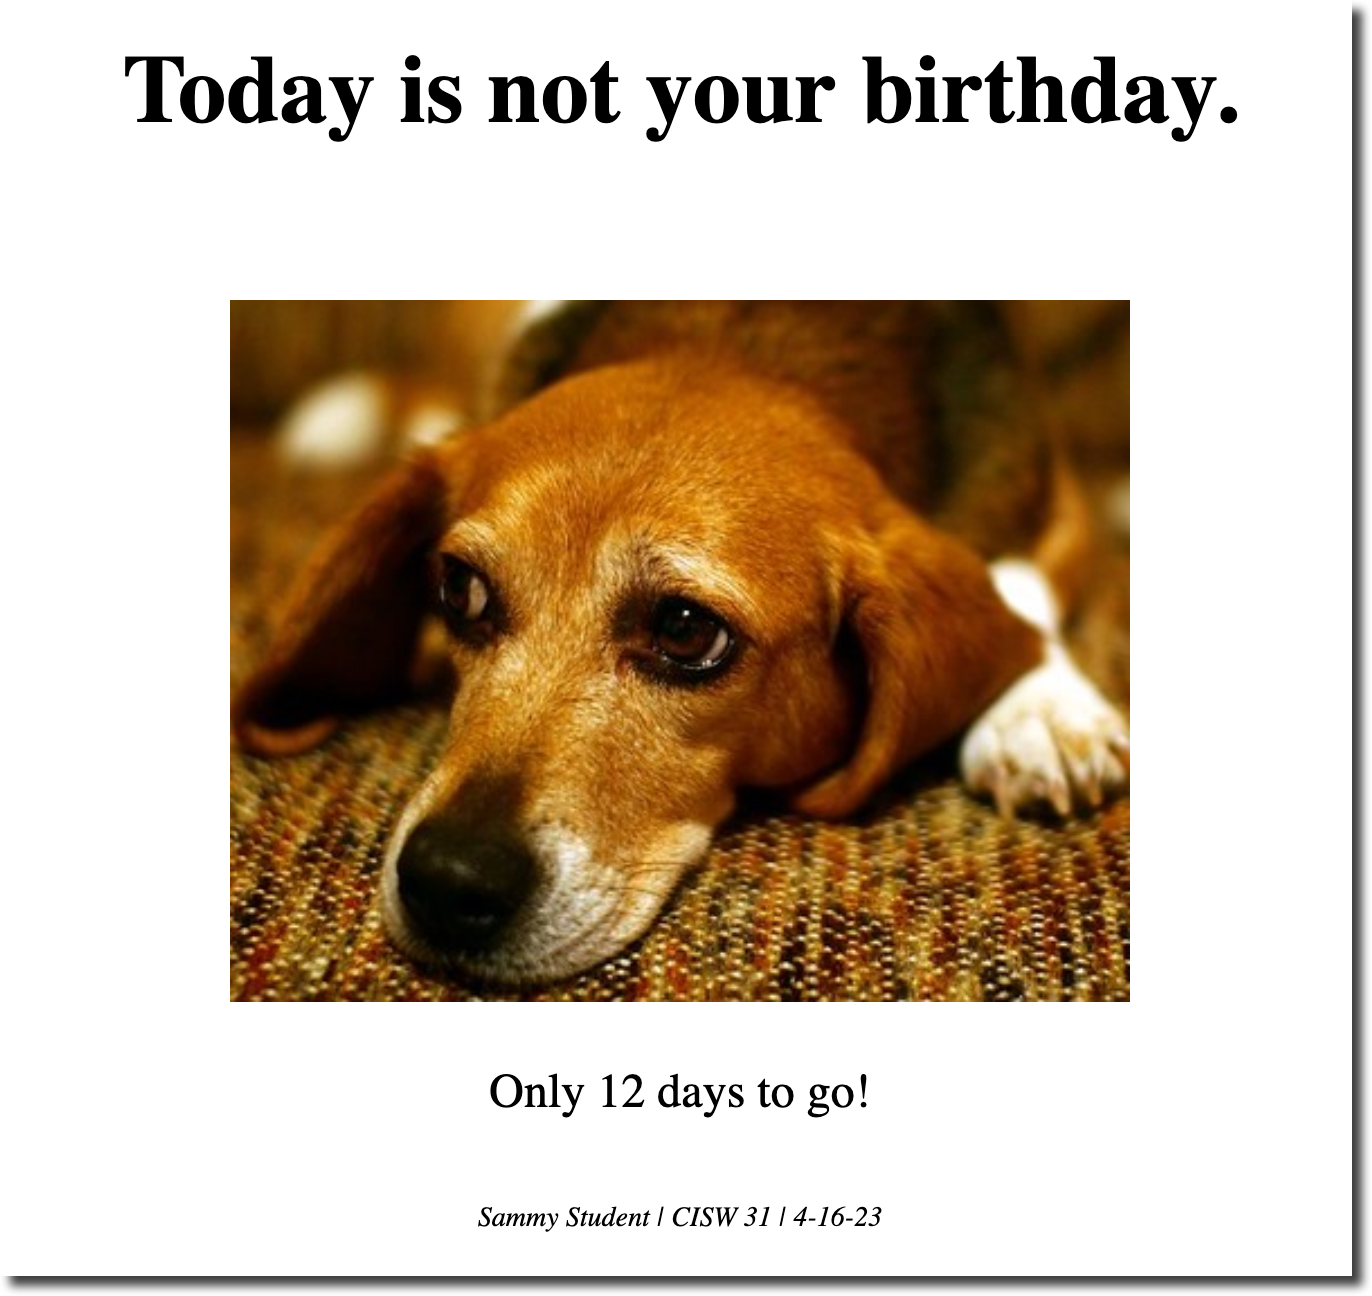 Today is not your birthday.
Only 12 days to go!
Sammy Student | CISW 31 | 4-16-23